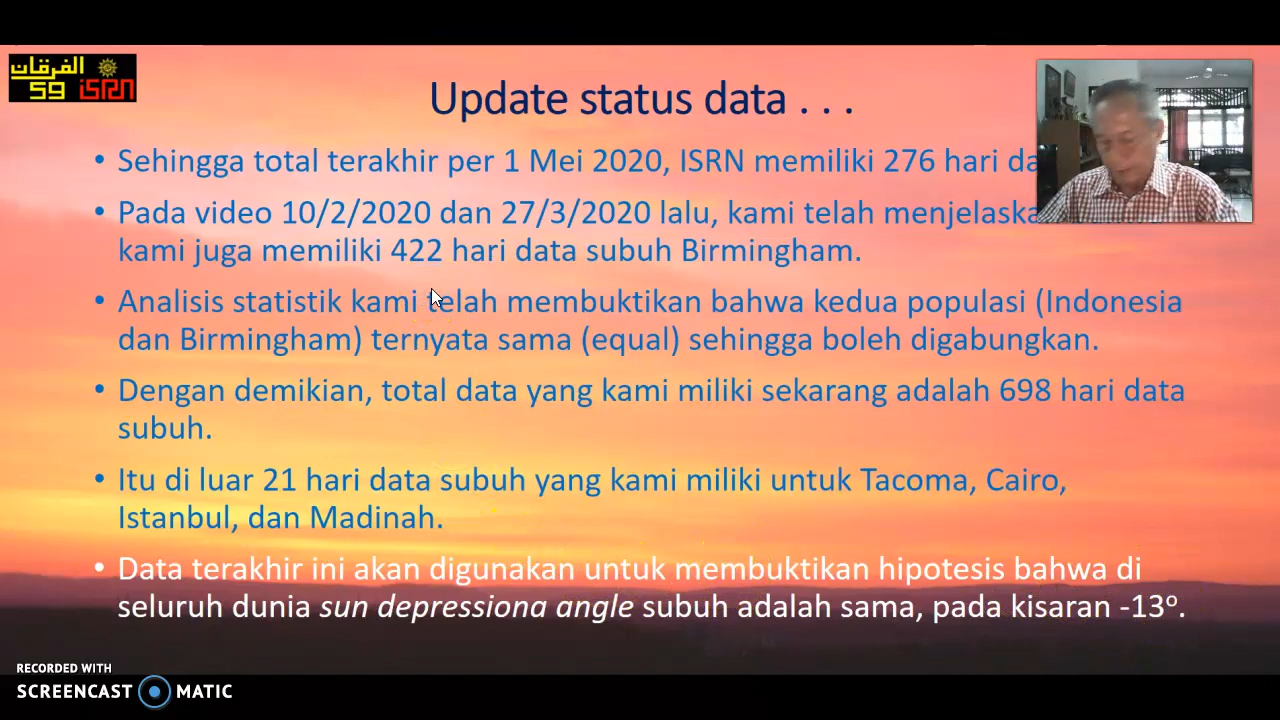 الفرقان
59 isrn
Update status data . . .
• Sehingga total terakhir per 1 Mei 2020, ISRN memiliki 276 hari
• Pada video 10/2/2020 dan 27/3/2020 lalu, kami telah
kami juga memiliki 422 hari data subuh Birmingham.
• Analisis statistik kami telah membuktikan bahwa kedua populasi (Indonesia
dan Birmingham) ternyata sama (equal) sehingga boleh digabungkan.
• Dengan demikian, total data yang kami miliki sekarang adalah 698 hari data
subuh.
• Itu di luar 21 hari data subuh yang kami miliki untuk Tacoma, Cairo,
Istanbul, dan Madinah.
• Data terakhir ini akan digunakan untuk membuktikan hipotesis bahwa di
seluruh dunia sun depressiona angle subuh adalah sama, pada kisaran -13º.
RECORDED WITH
SCREENCAST MATIC